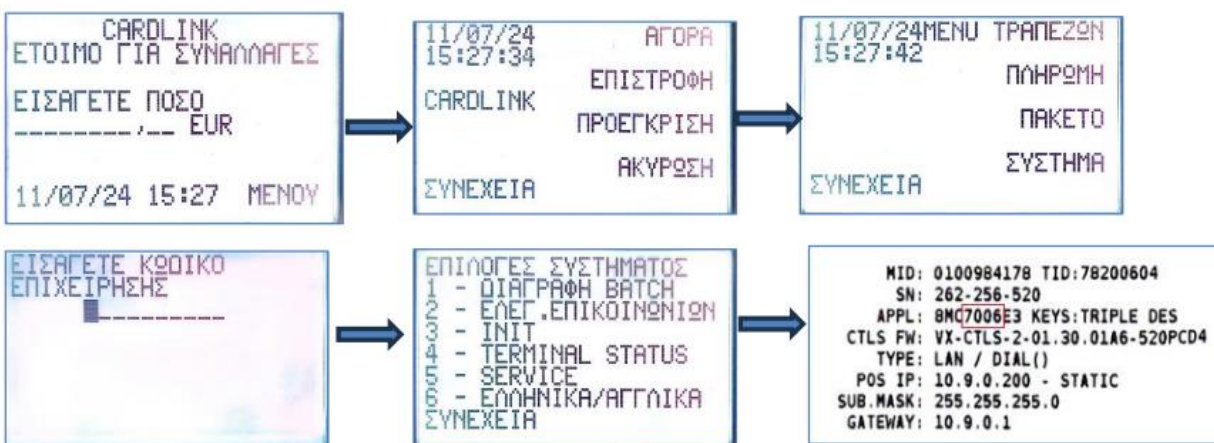 CARDLINK
ΕΤΟΙΜΟ ΓΙΑ ΣΥΝΑΛΛΑΓΕΣ
ΕΙΣΑΓΕΤΕ ΠΟΣΟ
________,__ EUR
11/07/24 15:27 ΜΕΝΟΥ
11/07/24 ΑΓΟΡΑ
15:27:34
ΕΠΙΣΤΡΟΦΗ
CARDLINK
ΠΡΟΕΓΚΡΙΣΗ
ΑΚΥΡΩΣΗ
ΣΥΝΕΧΕΙΑ
11/07/24MENU ΤΡΑΠΕΖΩΝ
15:27:42
ΠΛΗΡΩΜΗ
ΠΑΚΕΤΟ
ΣΥΣΤΗΜΑ
ΣΥΝΕΧΕΙΑ
ΕΙΣΑΓΕΤΕ ΚΩΔΙΚΟ
ΕΠΙΧΕΙΡΗΣΗΣ
ΕΠΙΛΟΓΕΣ ΣΥΣΤΗΜΑΤΟΣ
1 - ΔΙΑΓΡΑΦΗ BATCH
2 - ΕΛΕΓ.ΕΠΙΚΟΙΝΩΝΙΩΝ
3 - INIT
4 - TERMINAL STATUS
5 - SERVICE
6 - ΕΛΛΗΝΙΚΑ/ΑΓΓΛΙΚΑ
ΣΥΝΕΧΕΙΑ
MID: 0100984178 TID:78200604
SN: 262-256-520
APPL: 8MC7006E3 KEYS:TRIPLE DES
CTLS FW: VX-CTLS-2-01.30.01A6-520PCD4
TYPE: LAN / DIAL()
POS IP: 10.9.0.200 - STATIC
SUB.MASK: 255.255.255.0
GATEWAY: 10.9.0.1